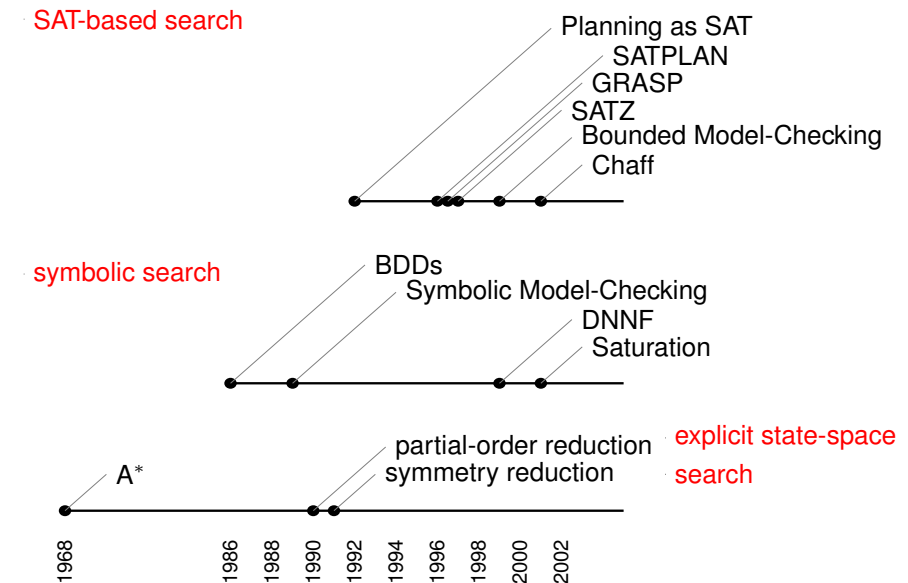 SAT-based search
Planning as SAT
SATPLAN
GRASP
SATZ
Bounded Model-Checking
Chaff
symbolic search
BDDs
Symbolic Model-Checking
DNNF
Saturation
explicit state-space
search
partial-order reduction
symmetry reduction
A*
1968
1986
1988
1990
1992
1994
1996
1998
2000
2002